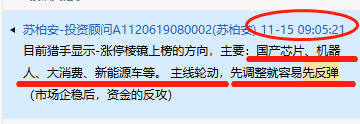 苏柏安-投资顾问A1120619080002(苏柏安) 11-15 09:05:21
目前猎手显示-涨停棱镜上榜的方向，主要：国产芯片、机器
人、大消费、新能源车等。 主线轮动，先调整就容易先反弹
（市场企稳后，资金的反攻）